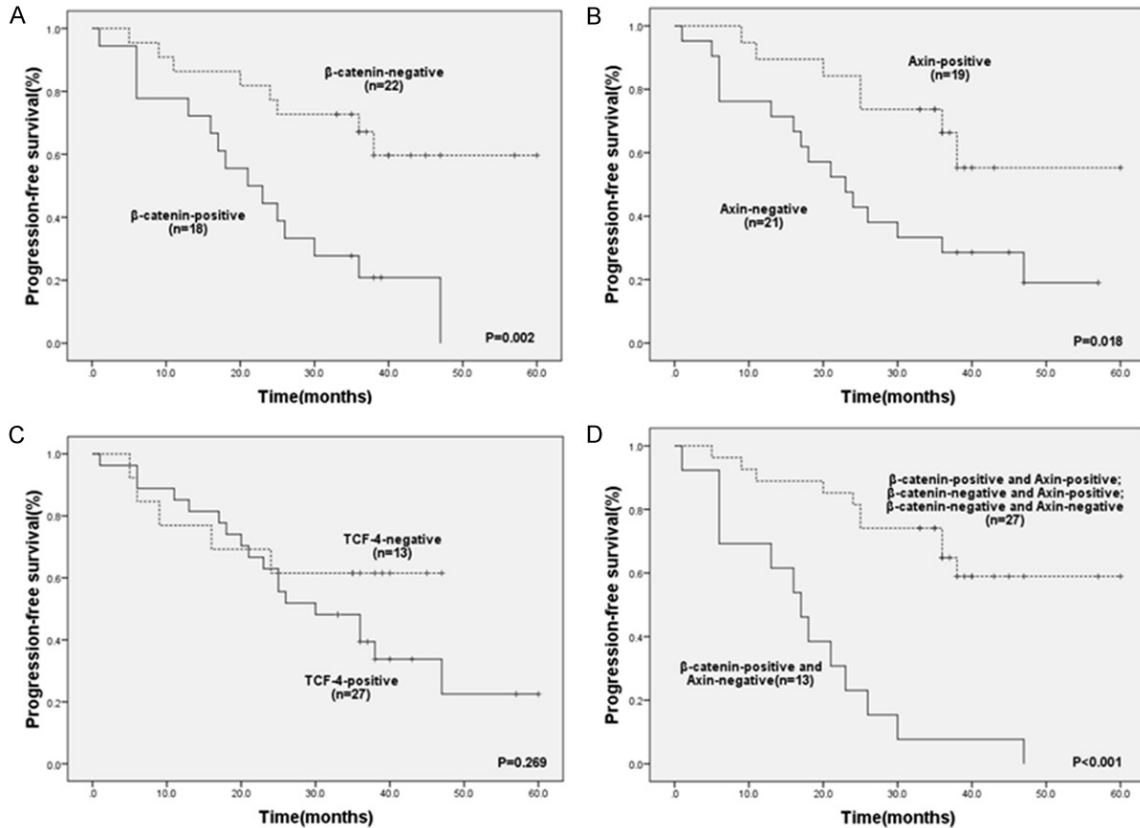 A
Progression-free survival(%)
1.0
0.8
0.6
0.4
0.2
0.0
β-catenin-negative
(n=22)
β-catenin-positive
(n=18)
P=0.002
.0 10.0 20.0 30.0 40.0 50.0 60.0
Time(months)
B
Progression-free survival(%)
1.0
0.8
0.6
0.4
0.2
0.0
Axin-positive
(n=19)
Axin-negative
(n=21)
P=0.018
.0 10.0 20.0 30.0 40.0 50.0 60.0
Time(months)
C
Progression-free survival(%)
1.0
0.8
0.6
0.4
0.2
TCF-4-negative
(n=13)
TCF-4-positive
(n=27)
P=0.269
.0 10.0 20.0 30.0 40.0 50.0 60.0
Time(months)
D
Progression-free survival(%)
1.0
0.8
0.6
0.4
0.2
0.0
β-catenin-positive and Axin-positive;
β-catenin-negative and Axin-positive;
β-catenin-negative and Axin-negative
(n=27)
β-catenin-positive and
Axin-negative(n=13)
P<0.001
.0 10.0 20.0 30.0 40.0 50.0 60.0
Time(months)